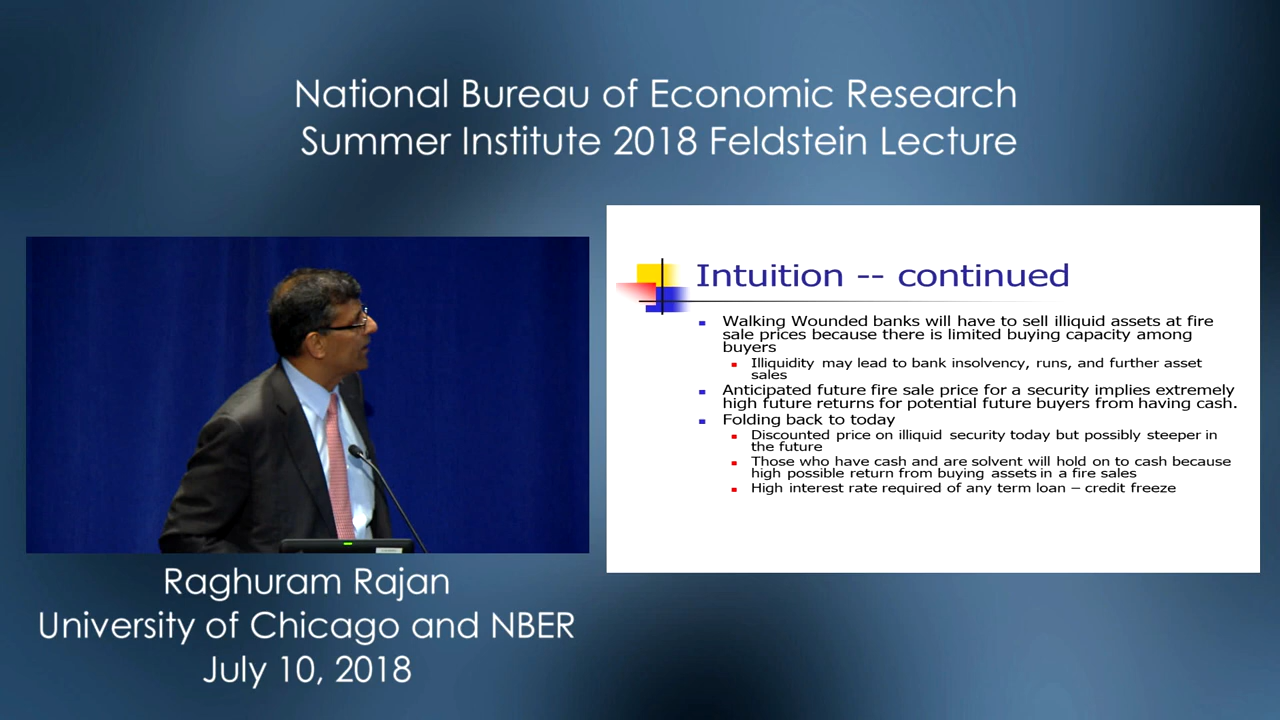 National Bureau of Economic Research
Summer Institute 2018 Feldstein Lecture
Intuition -- continued
Walking Wounded banks will have to sell illiquid assets at fire
sale prices because there is limited buying capacity among
buyers
Illiquidity may lead to bank insolvency, runs, and further asset
sales
Anticipated future fire sale price for a security implies extremely
high future returns for potential future buyers from having cash.
Folding back to today
Discounted price on illiquid security today but possibly steeper in
the future
Those who have cash and are solvent will hold on to cash because
high possible return from buying assets in a fire sales
High interest rate required of any term loan – credit freeze
Raghuram Rajan
University of Chicago and NBER
July 10, 2018